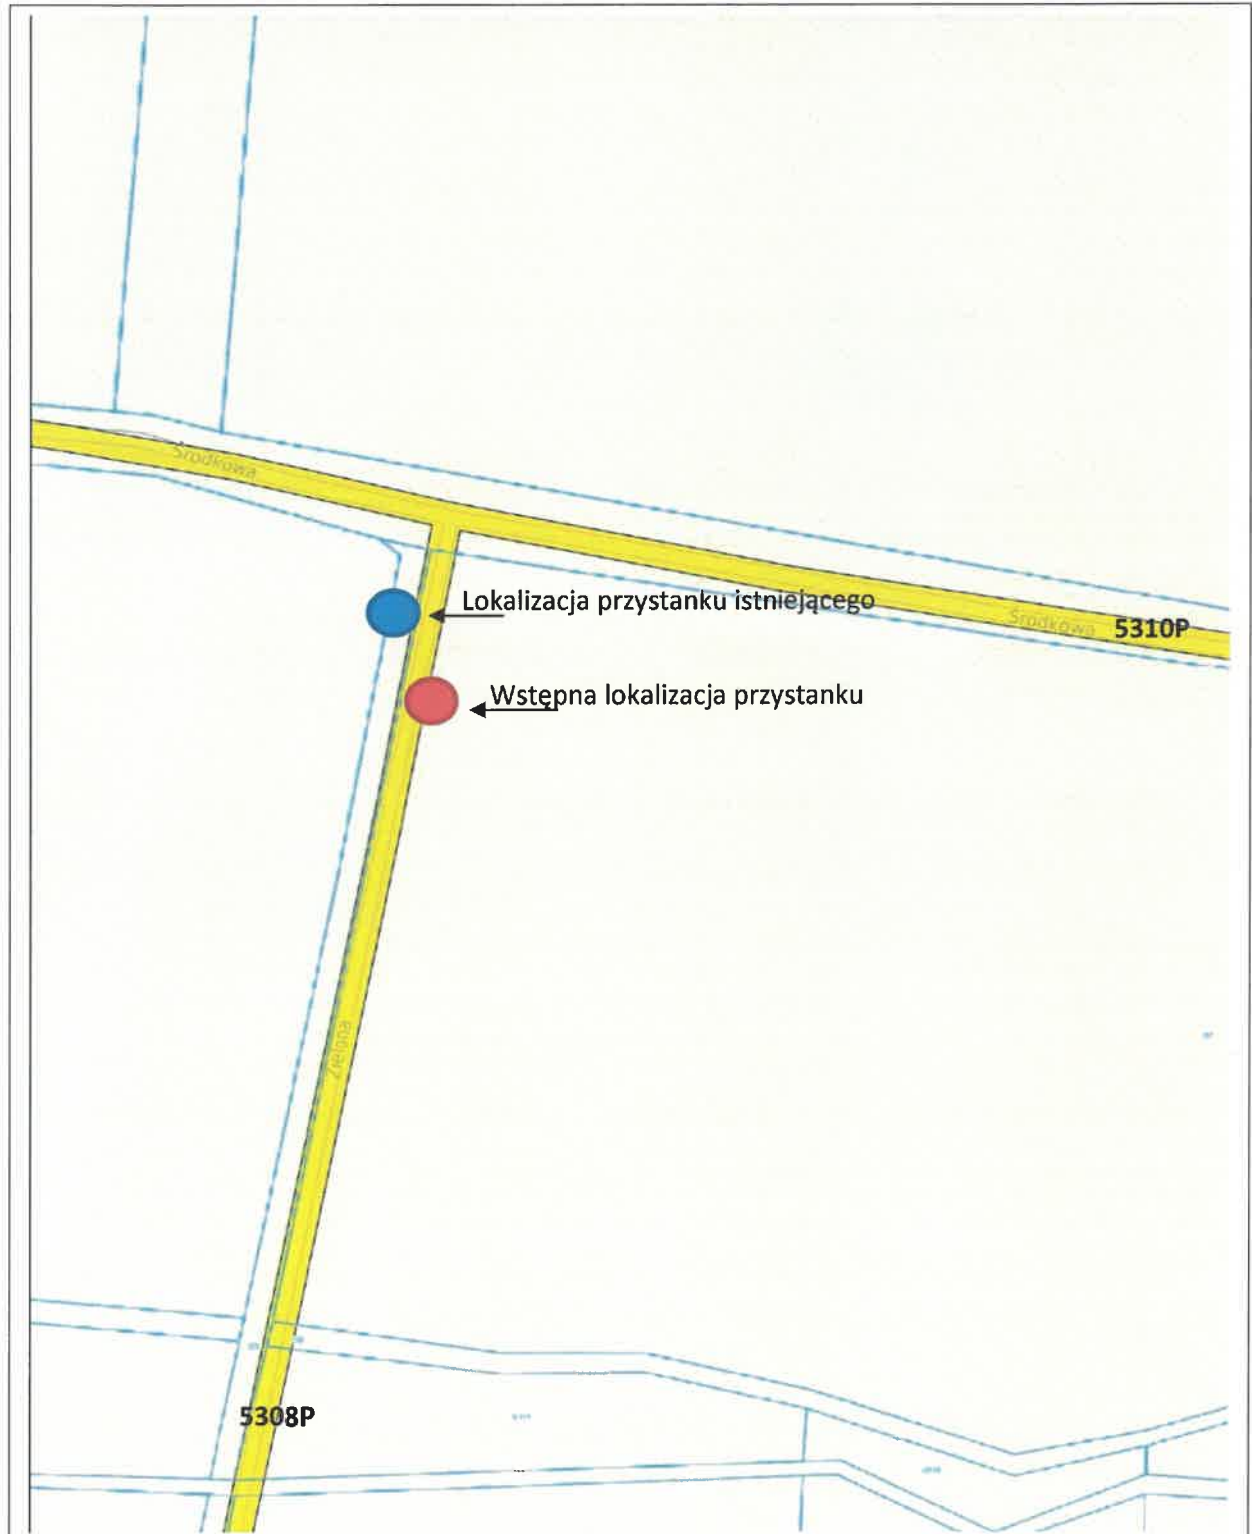 Środkowa
Lokalizacja przystanku istniejącego
Środkowa
5310P
Wstępna lokalizacja przystanku
Zielona
5308P